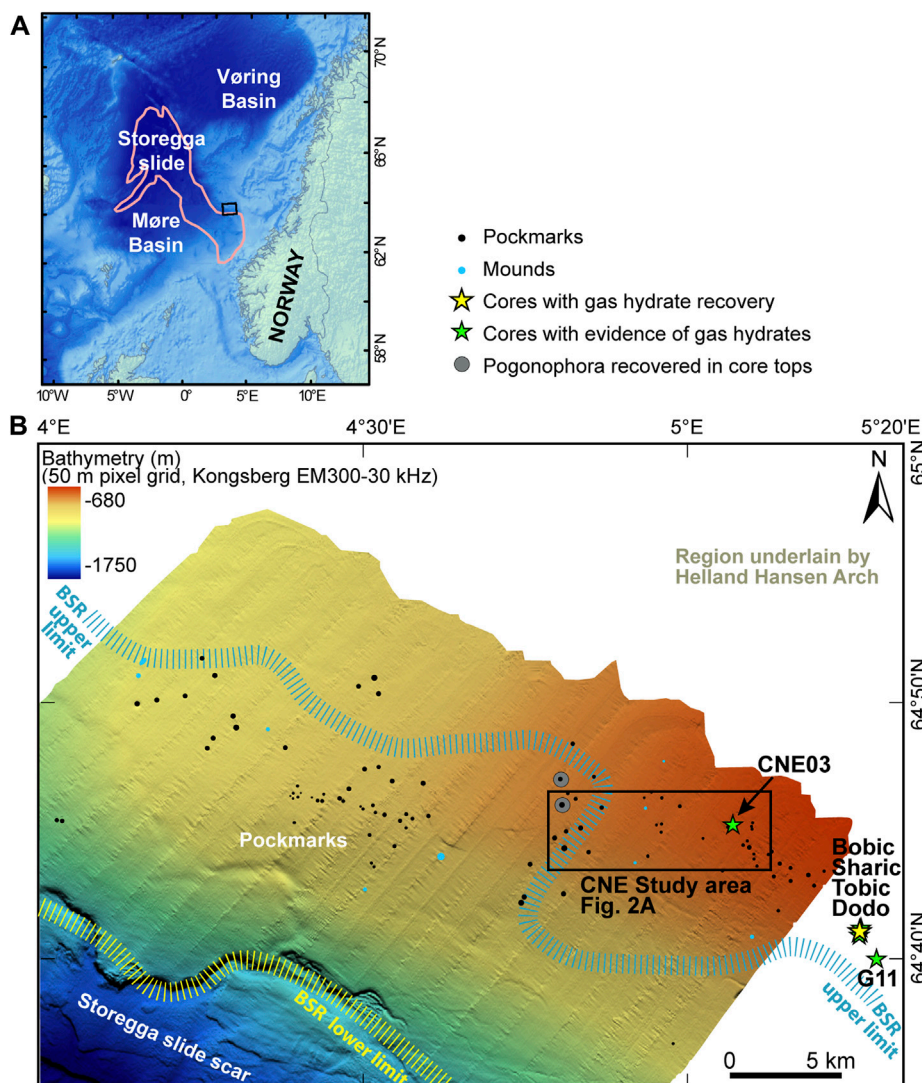 A
Vøring
Basin
Storegga
slide
Møre
Basin
NORWAY
70°N
66°N
62°N
58°N
10°W
5°W
0°
5°E
10°E
Pockmarks
Mounds
Cores with gas hydrate recovery
Cores with evidence of gas hydrates
Pogonophora recovered in core tops
B
4°E
4°30'E
5°E
5°20'E
Bathymetry (m)
(50 m pixel grid, Kongsberg EM300-30 kHz)
-680
-1750
N
65°N
Region underlain by
Helland Hansen Arch
BSR
upper
limit
64°50'N
CNE03
Pockmarks
CNE Study area
Fig. 2A
Bobic
Sharic
Tobic
Dodo
64°40'N
G11
BSR
upper limit
BSR lower limit
Storegga slide scar
0
5 km